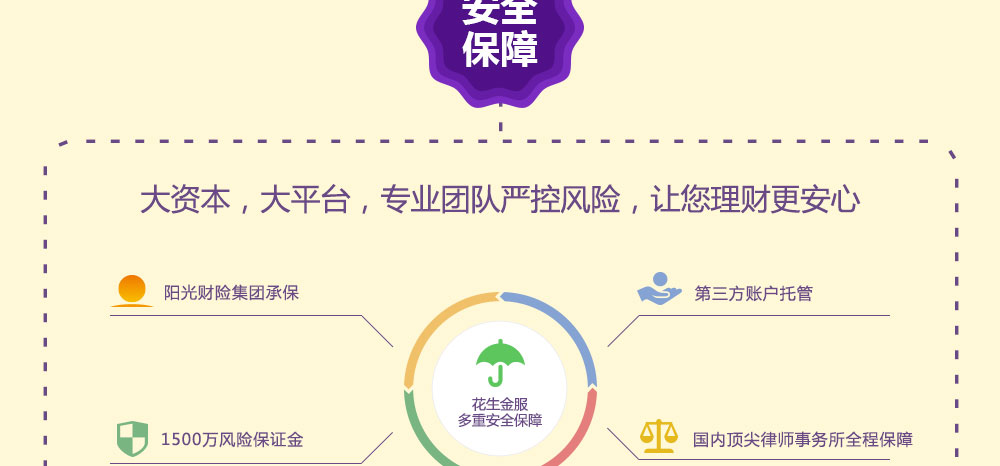 安全
保障
大资本，大平台，专业团队严控风险，让您理财更安心
阳光财险集团承保
第三方账户托管
花生金服
多重安全保障
1500万风险保证金
国内顶尖律师事务所全程保障